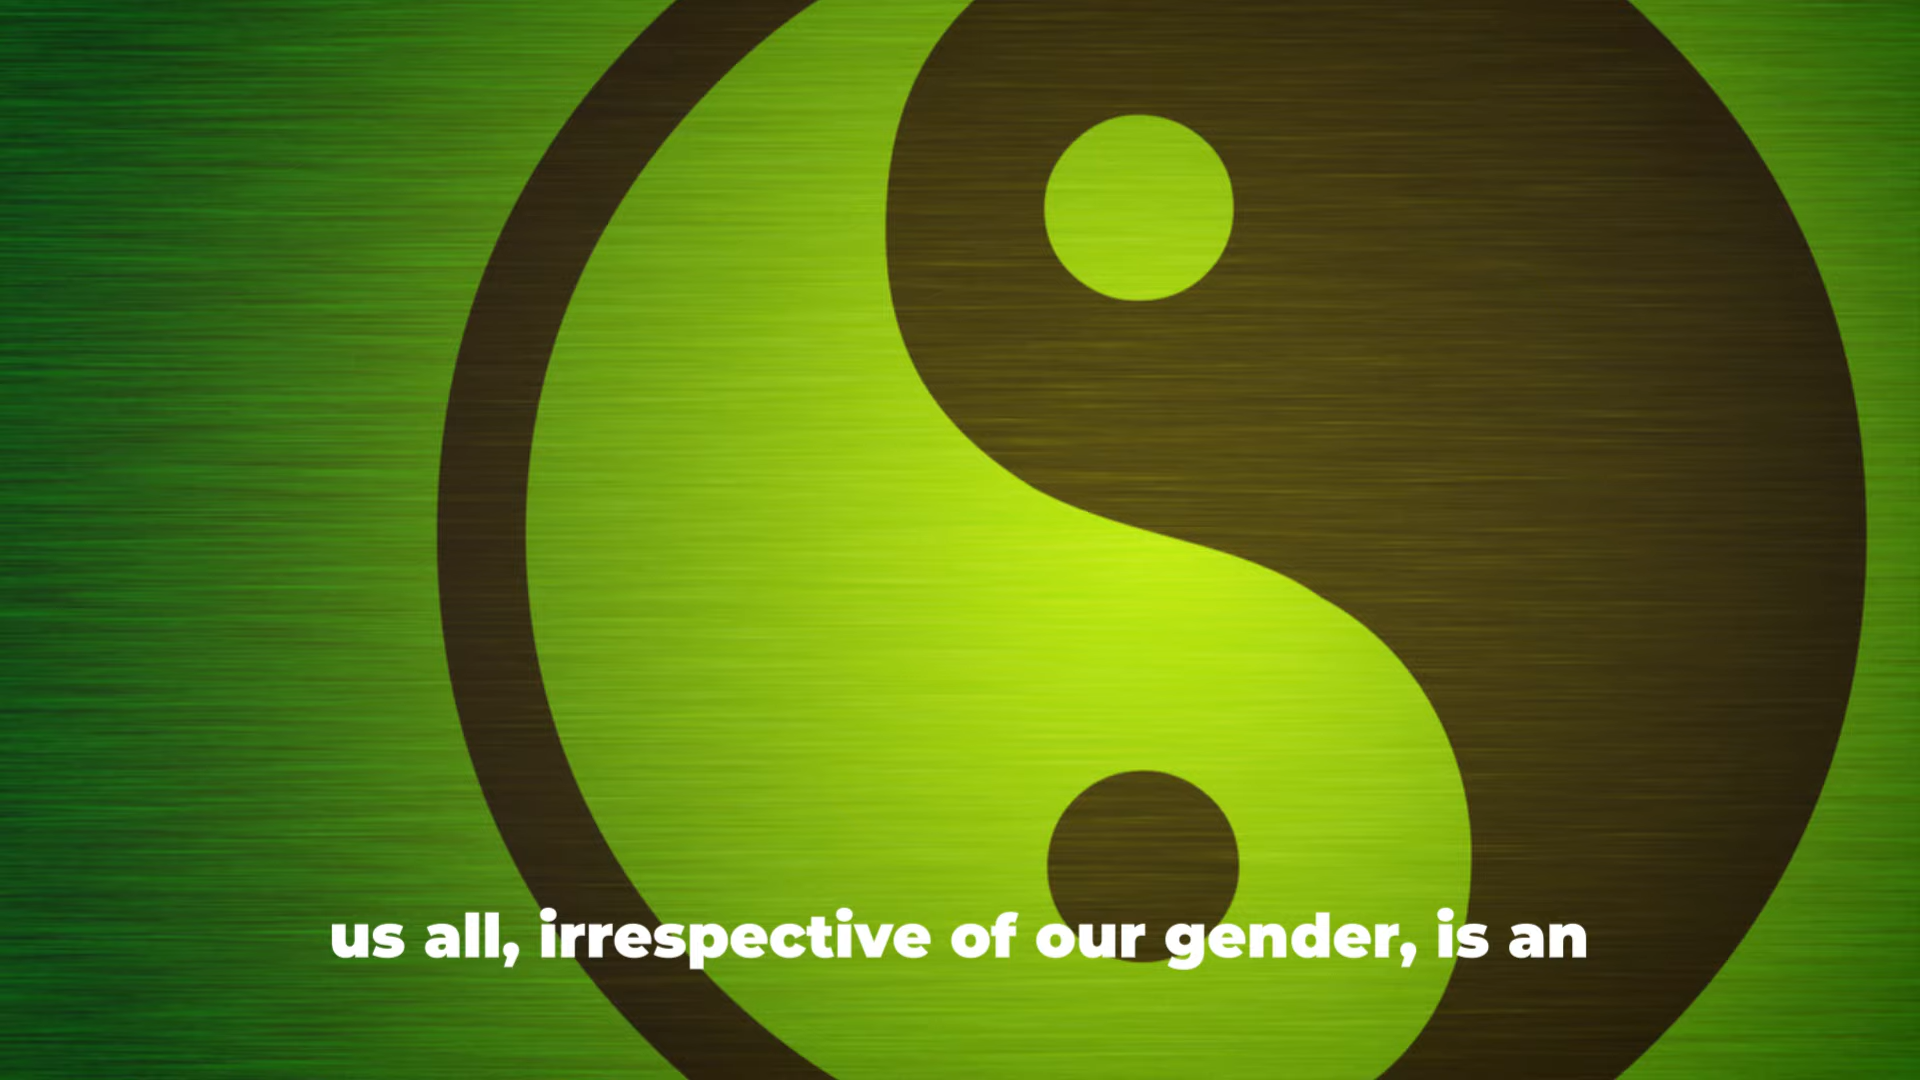 us all, irrespective of our gender, is an